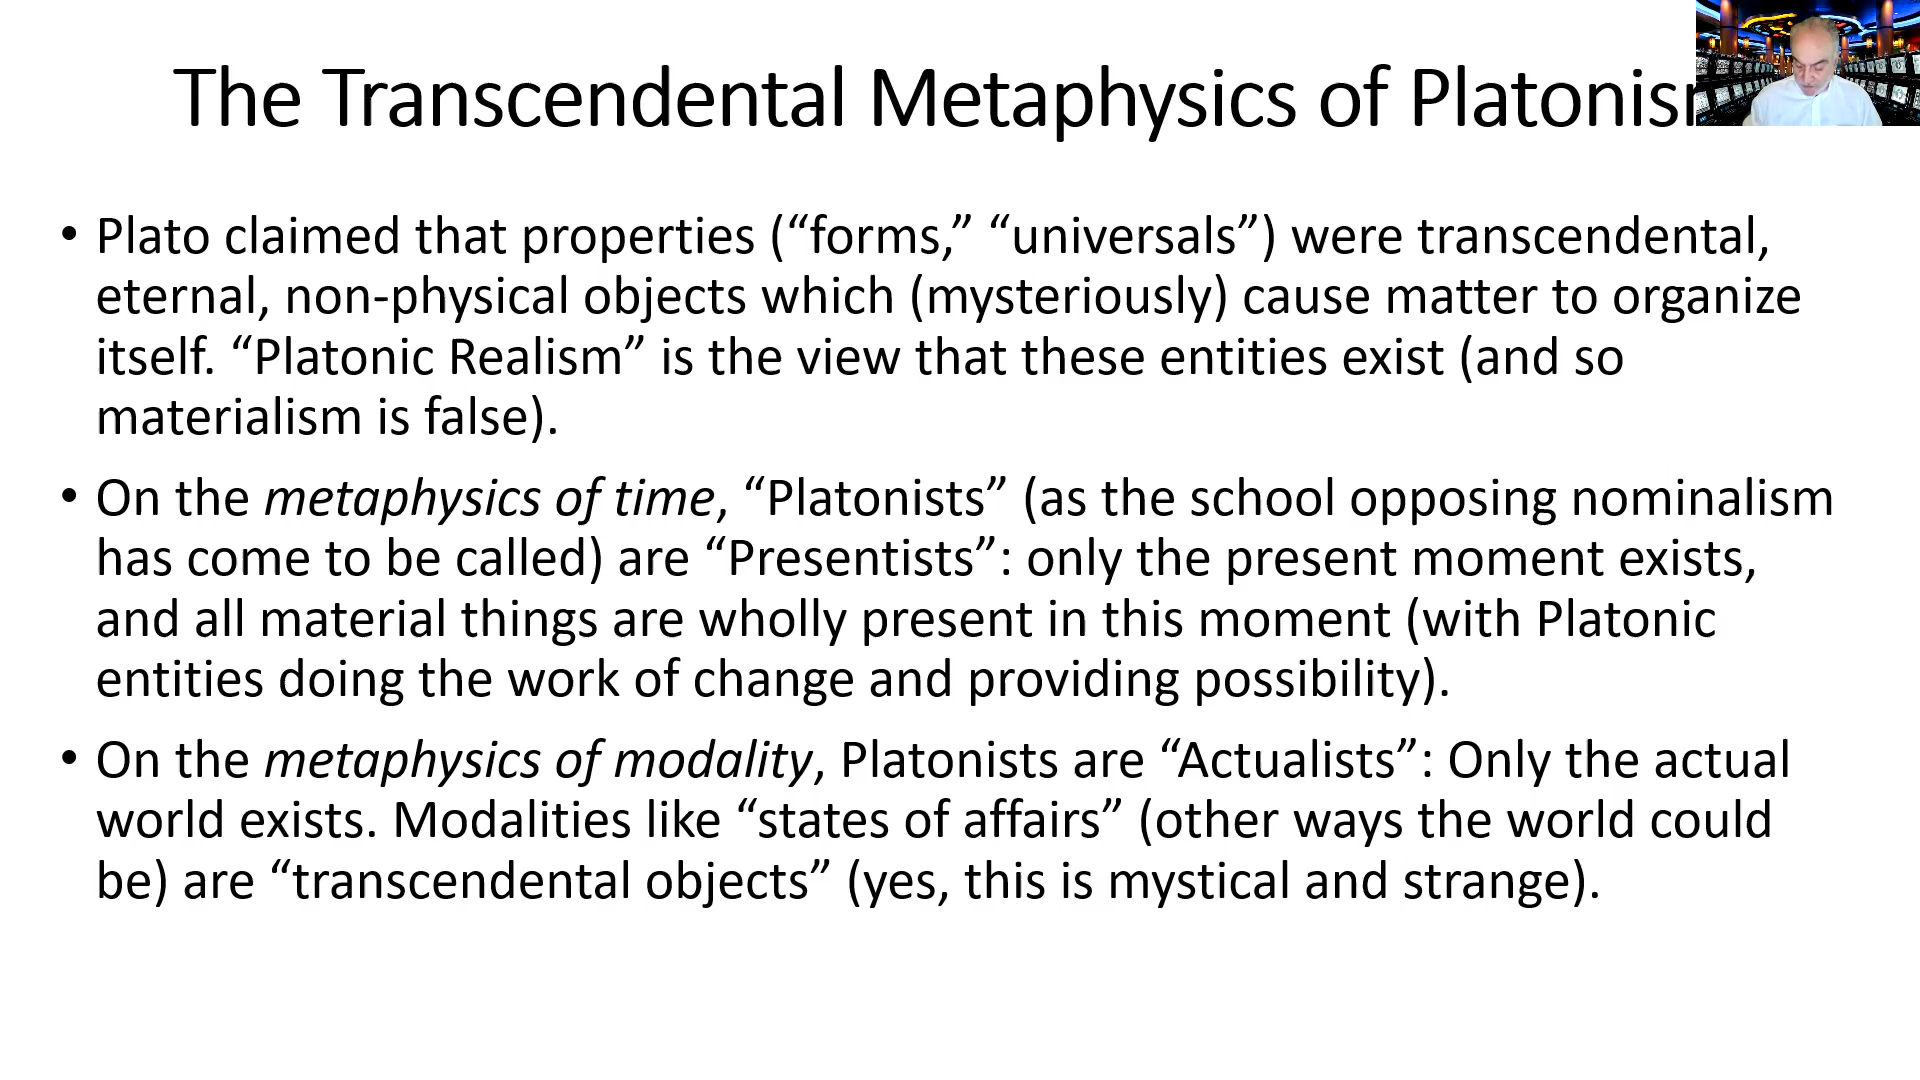 The Transcendental Metaphysics of
• Plato claimed that properties (“forms,” “universals”) were transcendental,
eternal, non-physical objects which (mysteriously) cause matter to organize
itself. “Platonic Realism” is the view that these entities exist (and so
materialism is false).
• On the metaphysics of time, “Platonists” (as the school opposing nominalism
has come to be called) are “Presentists”: only the present moment exists,
and all material things are wholly present in this moment (with Platonic
entities doing the work of change and providing possibility).
• On the metaphysics of modality, Platonists are “Actualists”: Only the actual
world exists. Modalities like “states of affairs” (other ways the world could
be) are “transcendental objects” (yes, this is mystical and strange).